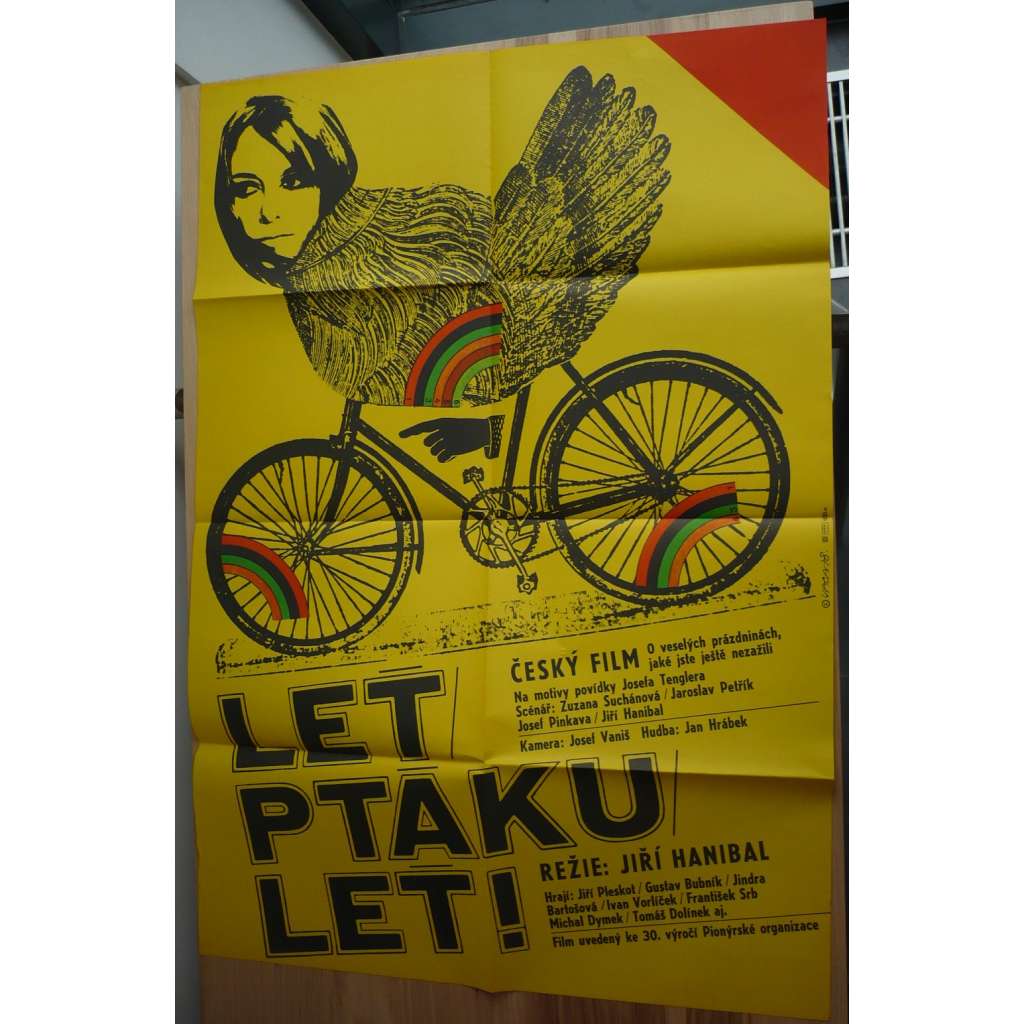 ČESKÝ FILM
O veselých prázdninách,
jaké jste ještě nezažili
Na motivy povídky Josefa Tenglera
Scénář: Zuzana Suchánová / Jaroslav Petřík
Josef Pinkava / Jiří Hanibal
Kamera: Josef Vaniš Hudba: Jan Hrábek
LEŤ/
PTÁKU/
LEŤ!
REŽIE: JIŘÍ HANIBAL
Hrají: Jiří Pleskot / Gustav Bubník / Jindra
Bartošová / Ivan Vorlíček / František Srb
Michal Dymek / Tomáš Dolínek aj.
Film uvedený ke 30. výročí Pionýrské organizace